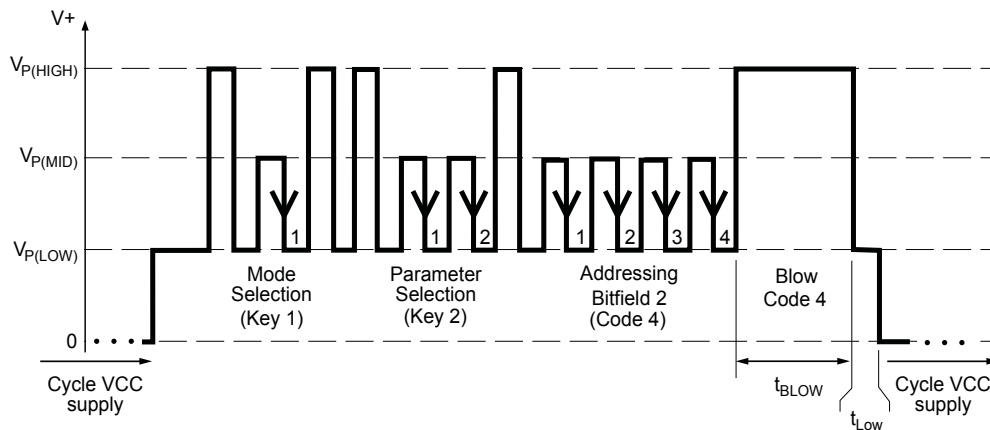 V+
VP(HIGH)
VP(MID)
VP(LOW)
0
1
1
2
1
2
3
4
Mode
Selection
(Key 1)
Parameter
Selection
(Key 2)
Addressing
Bitfield 2
(Code 4)
Blow
Code 4
Cycle VCC
supply
tBLOW
tLow
Cycle VCC
supply